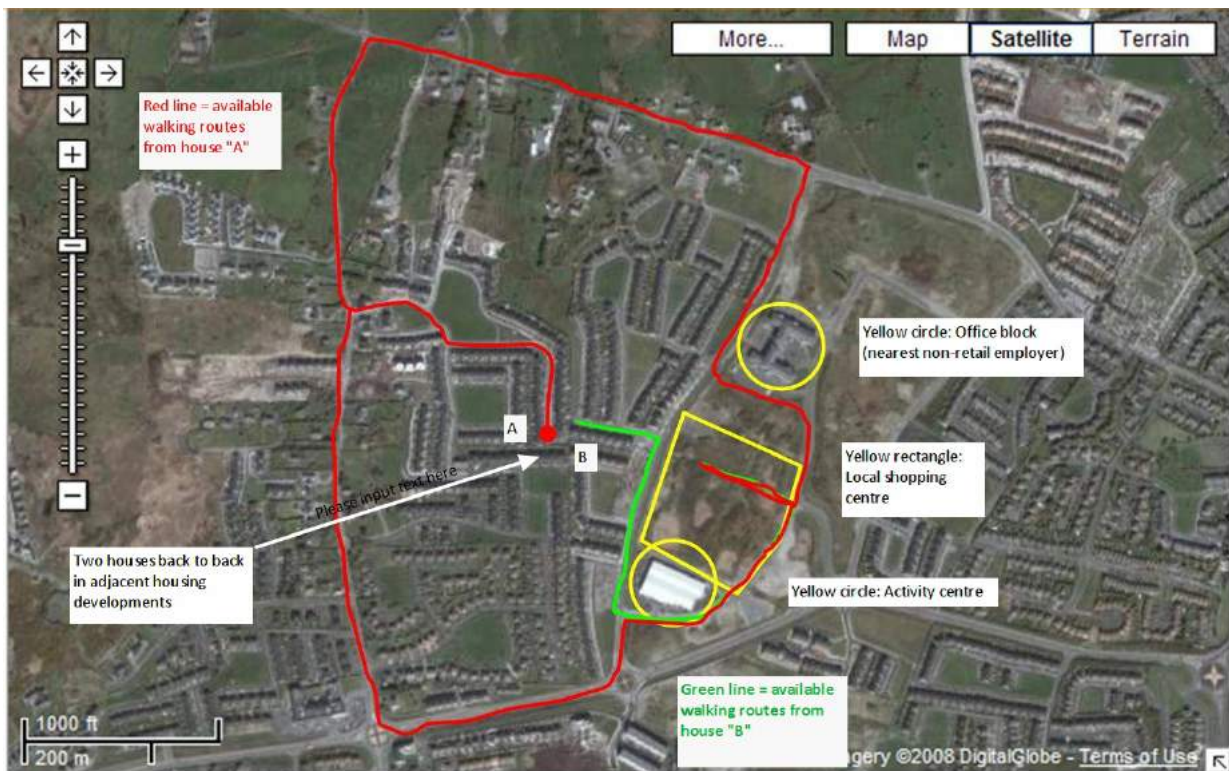 More...
Map
Satellite
Terrain
Red line = available
walking routes
from house "A"
Yellow circle: Office block
(nearest non-retail employer)
A
B
Yellow rectangle:
Local shopping
centre
Please input text here
Two houses back to back
in adjacent housing
developments
Yellow circle: Activity centre
Green line = available
walking routes from
house "B"
1000 ft
200 m
gery ©2008 DigitalGlobe - Terms of Use